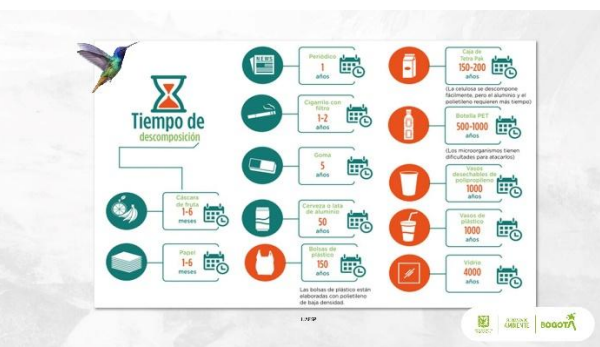 Tiempo de
descomposición
Cáscara
de fruta
1-6
meses
Papel
1-6
meses
NEWS
Periódico
1
años
Cigarrillo con
filtro
1-2
años
Goma
5
años
Cerveza o lata
de aluminio
50
años
Bolsas de
plástico
150
años
Las bolsas de plástico están
elaboradas con polietileno
de baja densidad.
Caja de
Tetra Pak
150-200
años
(La celulosa se descompone
fácilmente, pero el aluminio y el
polietileno requieren más tiempo)
Botella PET
500-1000
años
(Los microorganismos tienen
dificultades para atacarlos)
Vasos
desechables de
polipropileno
1000
años
Vasos de
plástico
1000
años
Vidrio
4000
años
AMBIENTE
BOGOTÁ